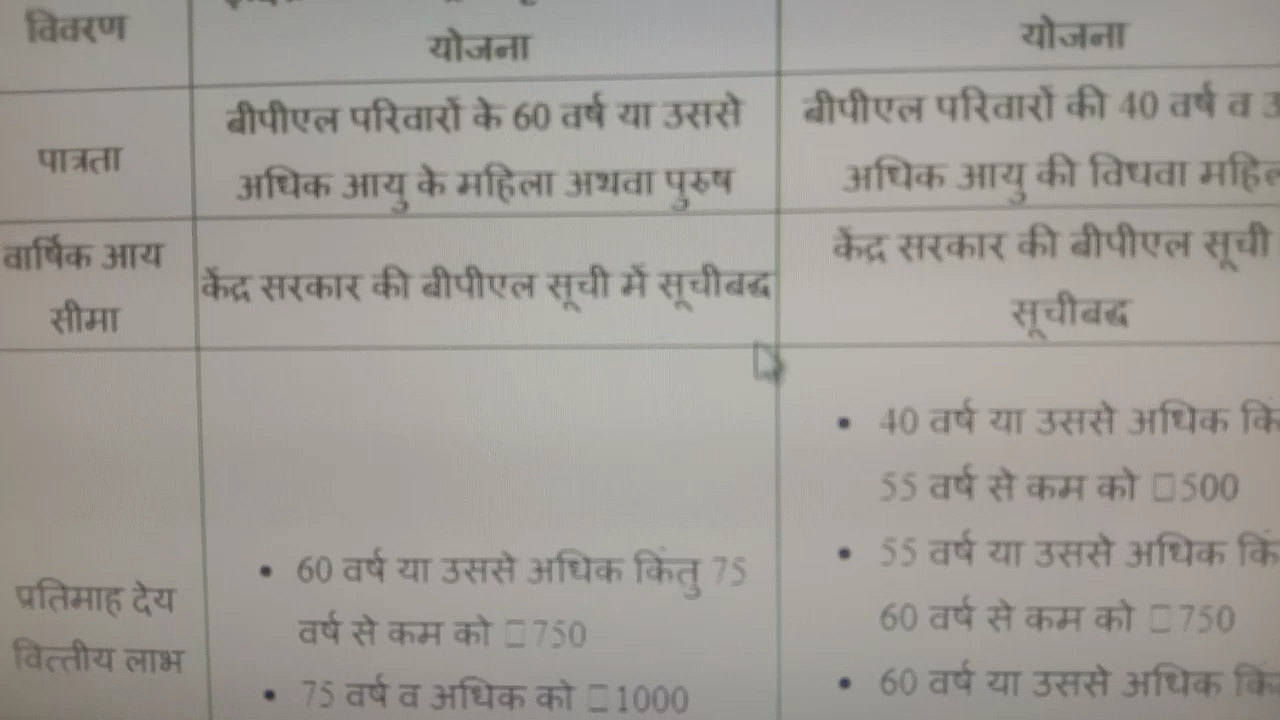 विवरण
योजना
योजना
पात्रता
बीपीएल परिवारों के 60 वर्ष या उससे
अधिक आयु के महिला अथवा पुरुष
बीपीएल परिवारों की 40 वर्ष व
अधिक आयु की विधवा
वार्षिक आय
सीमा
केंद्र सरकार की बीपीएल सूची में सूचीबद्ध
केंद्र सरकार की बीपीएल सूची
सूचीबद्ध
प्रतिमाह देय
वित्तीय लाभ
• 60 वर्ष या उससे अधिक किंतु 75
वर्ष से कम को □750
• 75 वर्ष व अधिक को □1000
• 40 वर्ष या उससे अधिक
55 वर्ष से कम को □500
• 55 वर्ष या उससे अधिक
60 वर्ष से कम को □750
• 60 वर्ष या उससे अधिक